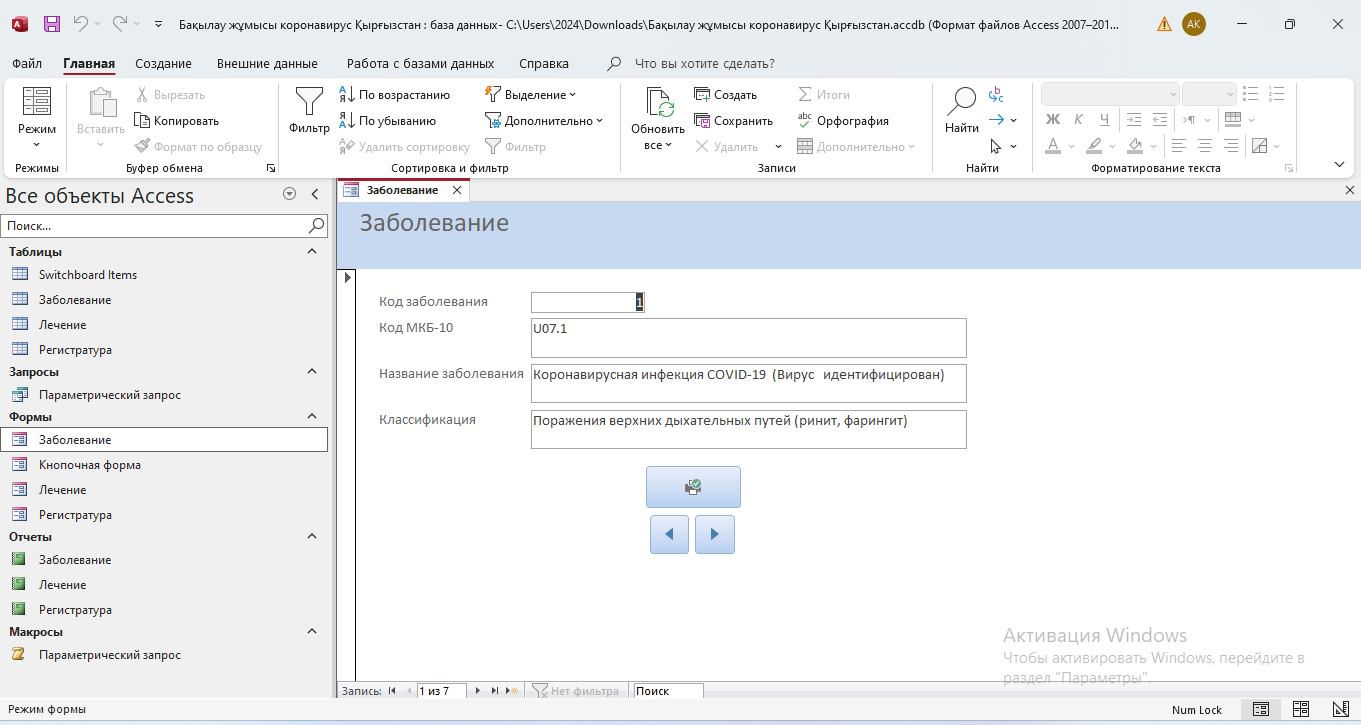 Бақылау жұмысы коронавирус Қырғызстан : база данных- C:\Users\2024\Downloads\Бақылау жұмысы коронавирус Қырғызстан.accdb (Формат файлов Access 2007–201...
АК
Файл Главная Создание Внешние данные Работа с базами данных Справка Что вы хотите сделать?
Режим
Режимы
Вставить
Вырезать
Копировать
Формат по образцу
Буфер обмена
Фильтр
По возрастанию
По убыванию
Удалить сортировку
Выделение
Дополнительно
Фильтр
Сортировка и фильтр
Обновить
все
Создать
Сохранить
Удалить
Итоги
Орфография
Дополнительно
Записи
Найти
Найти
Ж К Ч
Форматирование текста
Все объекты Access
Поиск...
Таблицы
Switchboard Items
Заболевание
Лечение
Регистратура
Запросы
Параметрический запрос
Формы
Заболевание
Кнопочная форма
Лечение
Регистратура
Отчеты
Заболевание
Лечение
Регистратура
Макросы
Параметрический запрос
Заболевание
Заболевание
Код заболевания 1
Код МКБ-10 U07.1
Название заболевания Коронавирусная инфекция COVID-19 (Вирус идентифицирован)
Классификация Поражения верхних дыхательных путей (ринит, фарингит)
Активация Windows
Чтобы активировать Windows, перейдите в
раздел "Параметры".
Запись: 1 из 7 Нет фильтра Поиск
Режим формы Num Lock